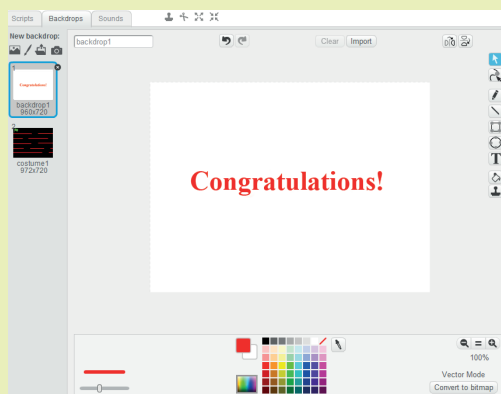 Scripts Backdrops Sounds
New backdrop:
backdrop1 Clear Import
1
Congratulations!
backdrop1
960x720
2
costume1
972x720
Congratulations!
T
100%
Vector Mode
Convert to bitmap